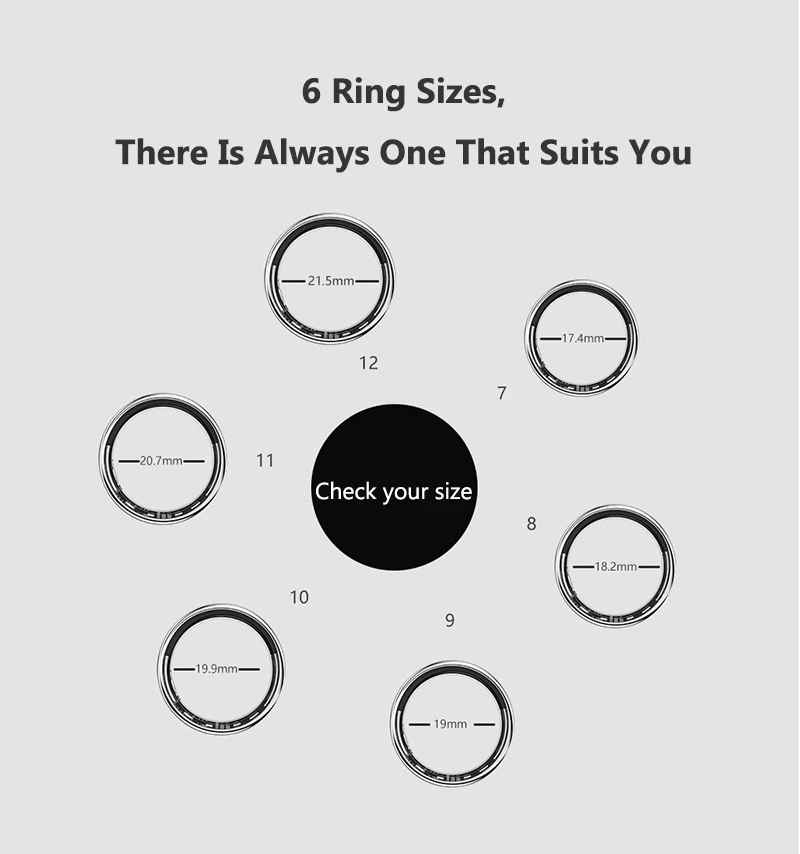 6 Ring Sizes,
There Is Always One That Suits You
21.5mm
12
17.4mm
7
20.7mm
11
Check your size
8
18.2mm
10
19.9mm
9
19mm